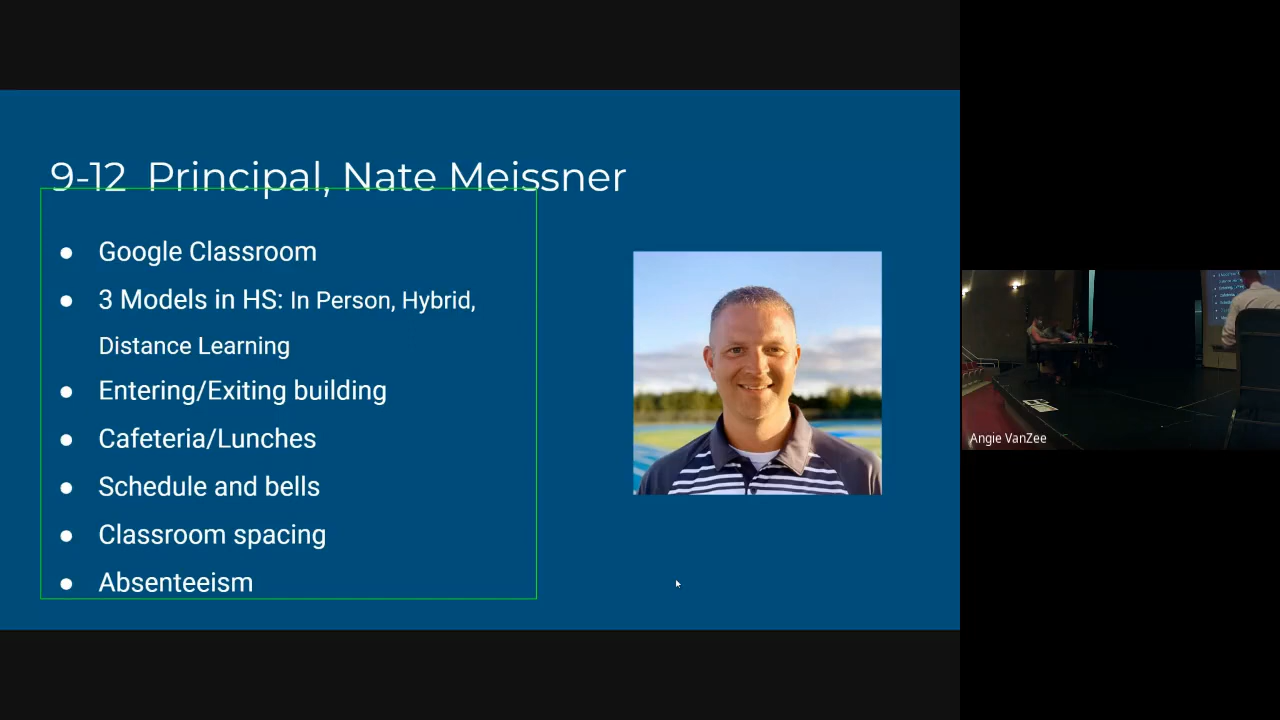 9-12 Principal, Nate Meissner
● Google Classroom
● 3 Models in HS: In Person, Hybrid,
Distance Learning
● Entering/Exiting building
● Cafeteria/Lunches
● Schedule and bells
● Classroom spacing
● Absenteeism
Angie VanZee